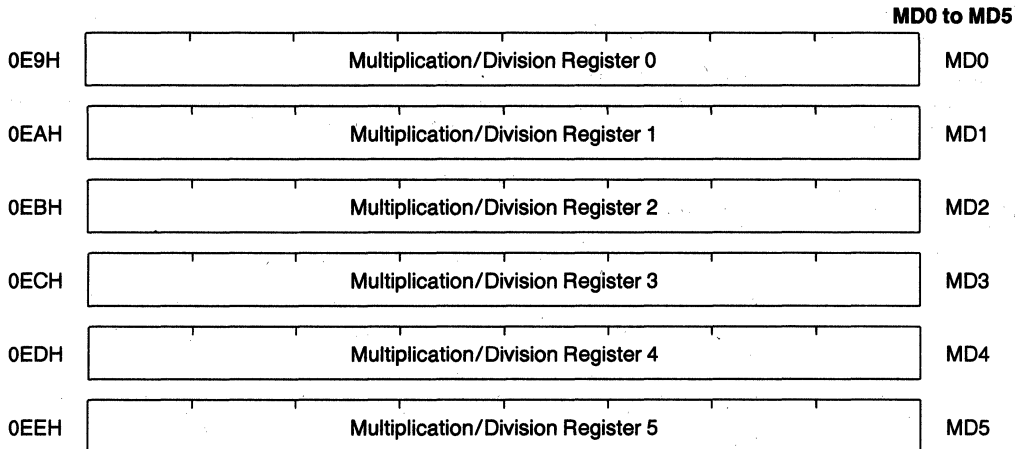 MD0 to MD5
0E9H Multiplication/Division Register 0 MD0
0EAH Multiplication/Division Register 1 MD1
0EBH Multiplication/Division Register 2 MD2
0ECH Multiplication/Division Register 3 MD3
0EDH Multiplication/Division Register 4 MD4
0EEH Multiplication/Division Register 5 MD5